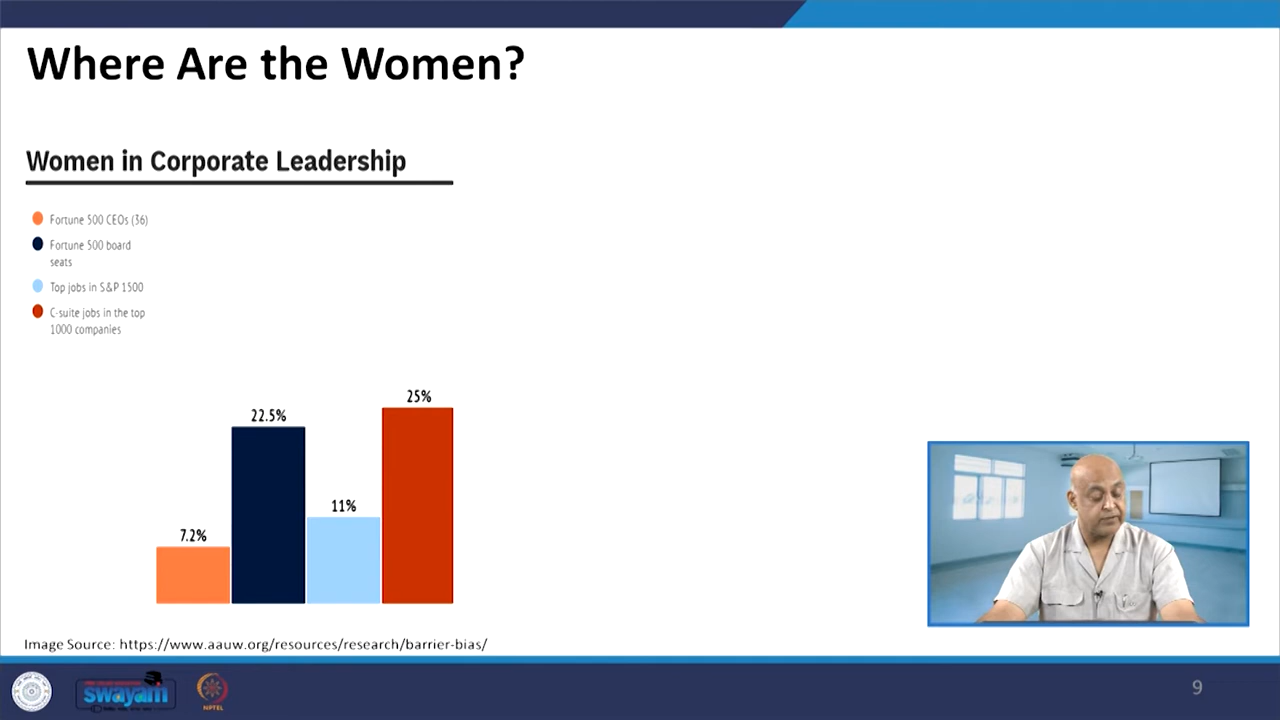 Where Are the Women?
Women in Corporate Leadership
Fortune 500 CEOs (36)
Fortune 500 board
seats
Top jobs in S&P 1500
C-suite jobs in the top
1000 companies
7.2%
22.5%
11%
25%
Image Source: https://www.aauw.org/resources/research/barrier-bias/
swayam
NPTEL
9